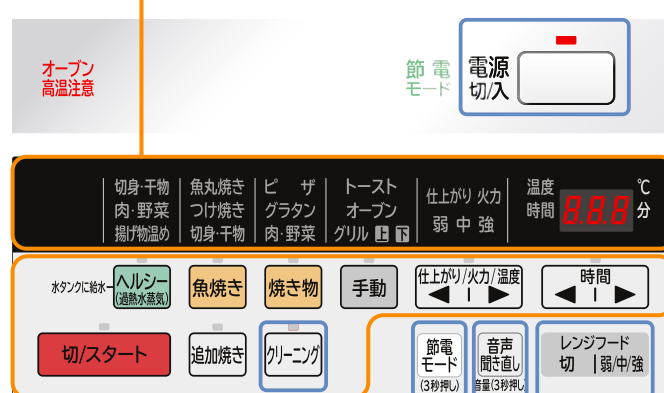 オーブン
高温注意
節電
モード
電源
切/入
切身・干物
肉・野菜
揚げ物温め
魚丸焼き
つけ焼き
切身・干物
ピザ
グラタン
肉・野菜
トースト
オーブン
グリル 上 下
仕上がり 火力
弱 中 強
温度
時間
8.8.8
℃
分
水タンクに給水
ヘルシー
(過熱水蒸気)
魚焼き
焼き物
手動
仕上がり/火力/温度
◀ | ▶
時間
◀ | ▶
切/スタート
追加焼き
クリーニング
節電
モード
(3秒押し)
音声
聞き直し
音量(3秒押し)
レンジフード
切 | 弱/中/強